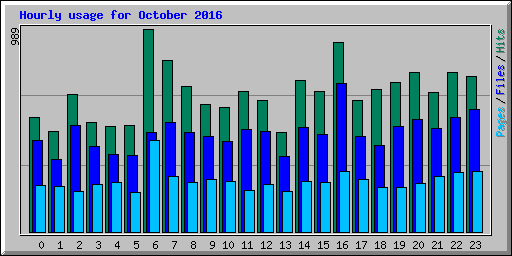 Hourly usage for October 2016
989
Pages / Files / Hits
0 1 2 3 4 5 6 7 8 9 10 11 12 13 14 15 16 17 18 19 20 21 22 23